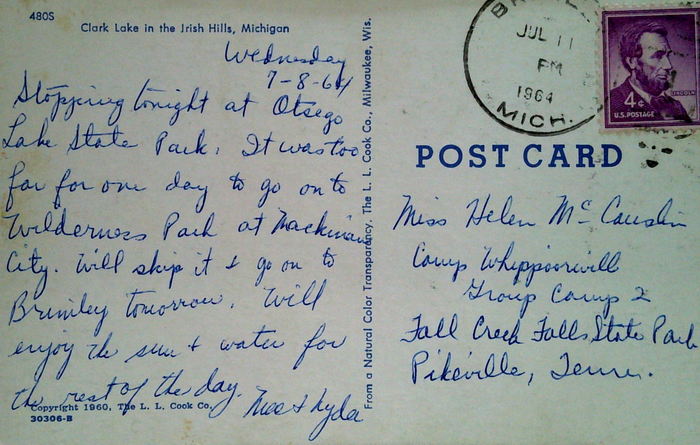 480S
Clark Lake in the Irish Hills, Michigan
Wednesday
7-8-64
Stopping tonight at Otsego
Lake State Park. It was too
far for one day to go on to
Wilderness Park at Mackinaw
City. Will skip it & go on to
Brimley tomorrow. Will
enjoy the sun & water for
the rest of the day.
Mae & Lyda
Copyright 1960, The L. L. Cook Co.
30306-B
From a Natural Color Transparency, The L. L. Cook Co., Milwaukee, Wis.
JUL 11
PM
1964
MICH.
LINCOLN
4¢
U.S. POSTAGE
POST CARD
Miss Helen McCauslin
Camp Whippoorwill
Group Camp 2
Fall Creek Falls State Park
Pikeville, Tenn.